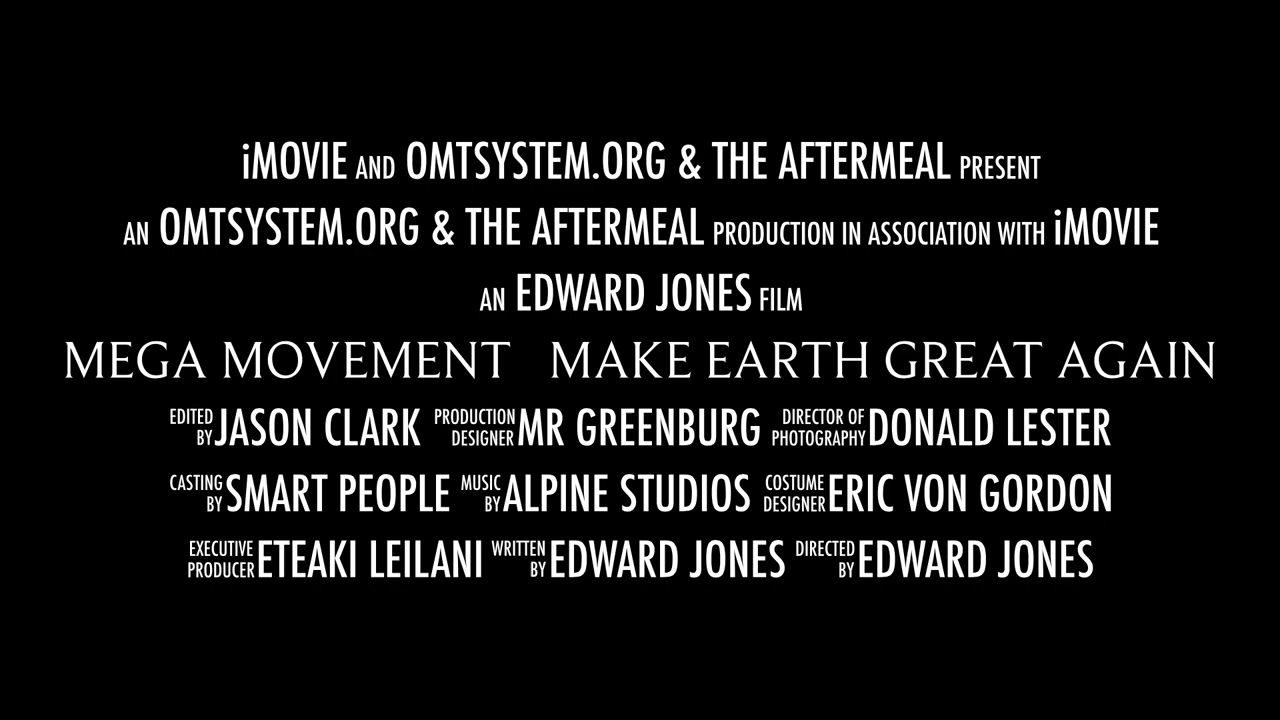 iMOVIE AND OMTSYSTEM.ORG & THE AFTERMEAL PRESENT
AN OMTSYSTEM.ORG & THE AFTERMEAL PRODUCTION IN ASSOCIATION WITH iMOVIE
AN EDWARD JONES FILM
MEGA MOVEMENT MAKE EARTH GREAT AGAIN
EDITED BY JASON CLARK PRODUCTION DESIGNER MR GREENBURG DIRECTOR OF PHOTOGRAPHY DONALD LESTER
CASTING BY SMART PEOPLE MUSIC BY ALPINE STUDIOS COSTUME DESIGNER ERIC VON GORDON
EXECUTIVE PRODUCER ETEAKI LEILANI WRITTEN BY EDWARD JONES DIRECTED BY EDWARD JONES